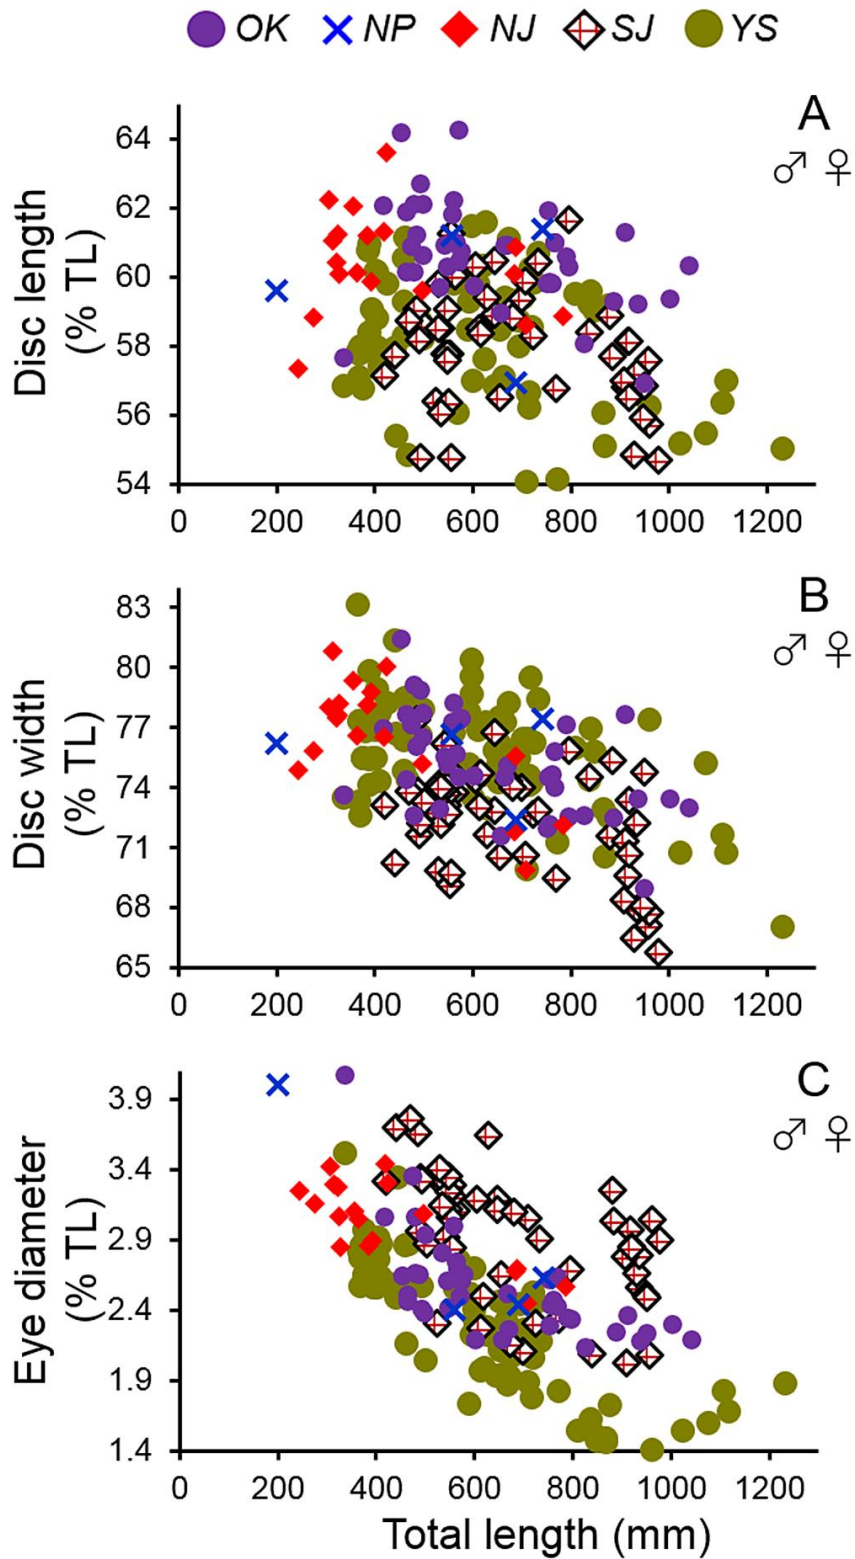 OK NP NJ SJ YS
A
♂ ♀
Disc length
(% TL)
64
62
60
58
56
54
0 200 400 600 800 1000 1200
B
♂ ♀
Disc width
(% TL)
83
80
77
74
71
68
65
0 200 400 600 800 1000 1200
C
♂ ♀
Eye diameter
(% TL)
3.9
3.4
2.9
2.4
1.9
1.4
0 200 400 600 800 1000 1200
Total length (mm)